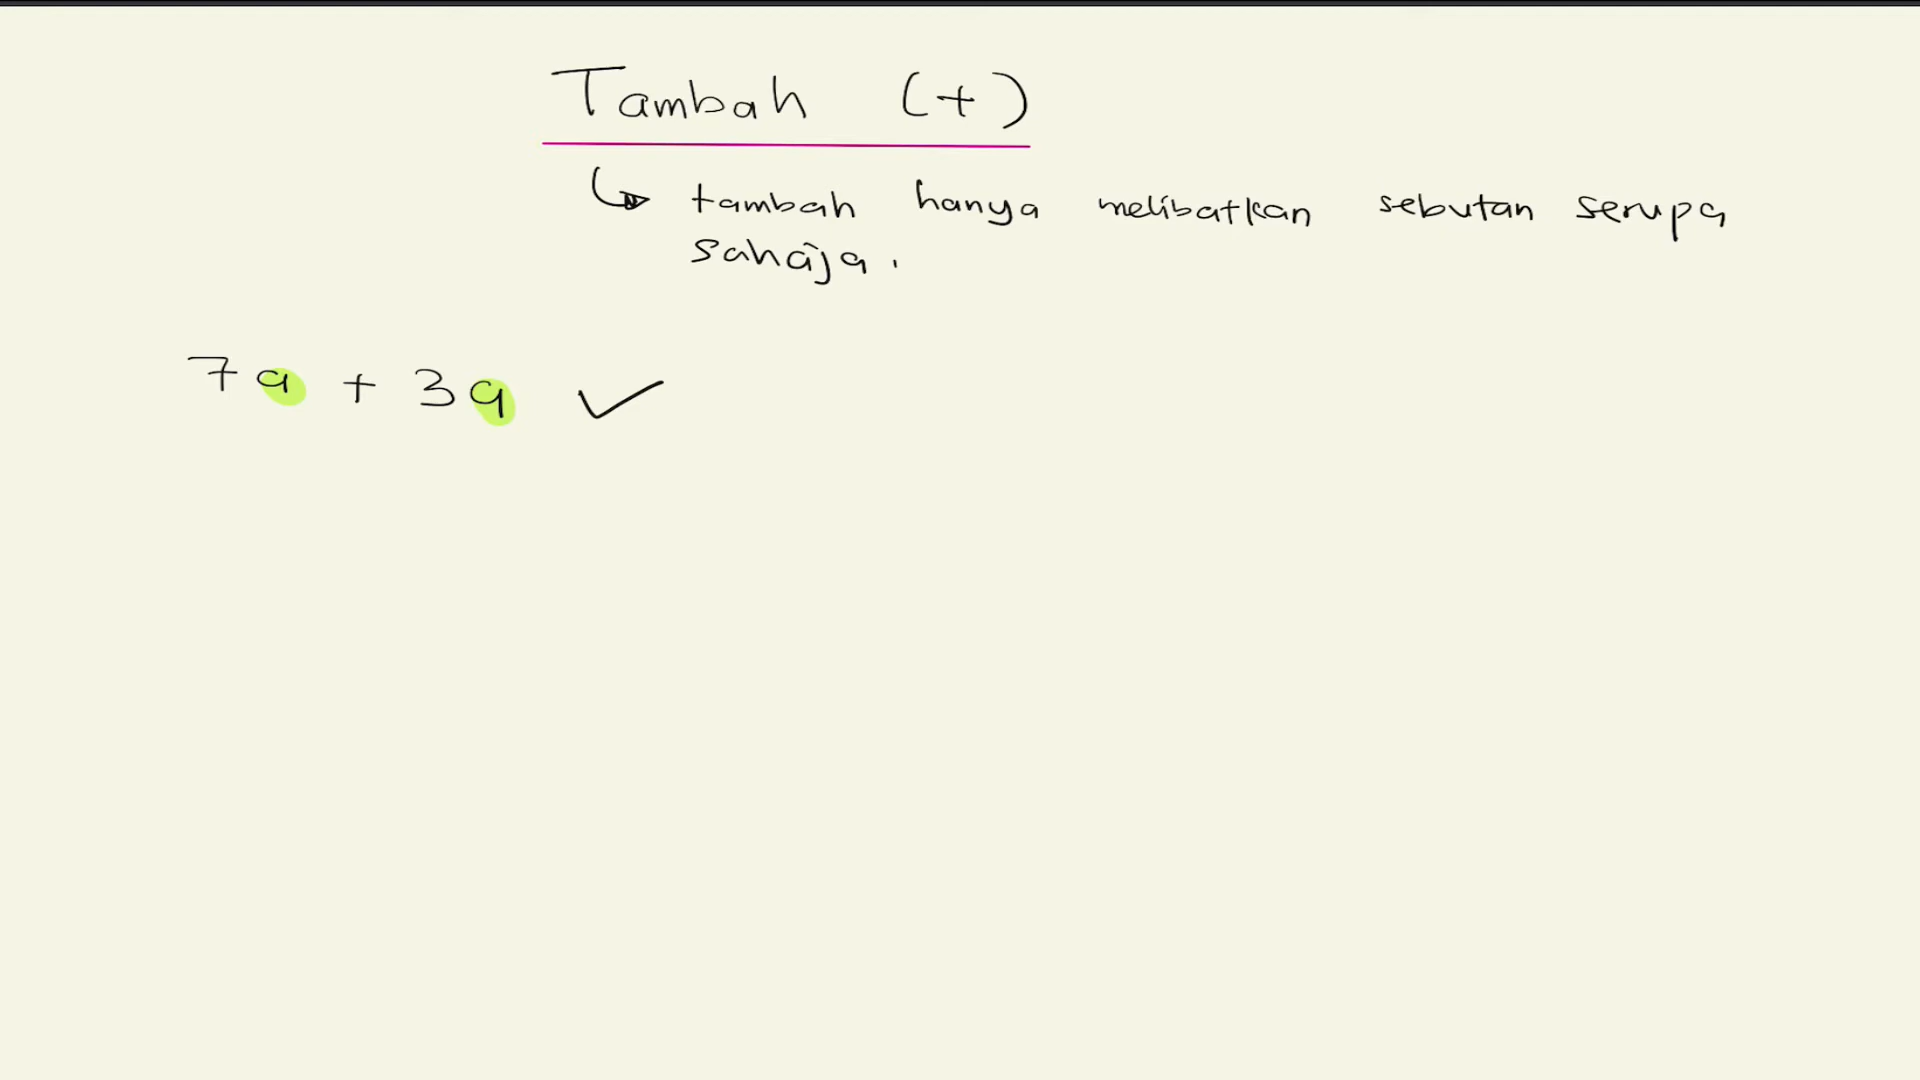 Tambah (+)
↳ tambah hanya melibatkan sebutan serupa
sahaja.
7a + 3a ✓